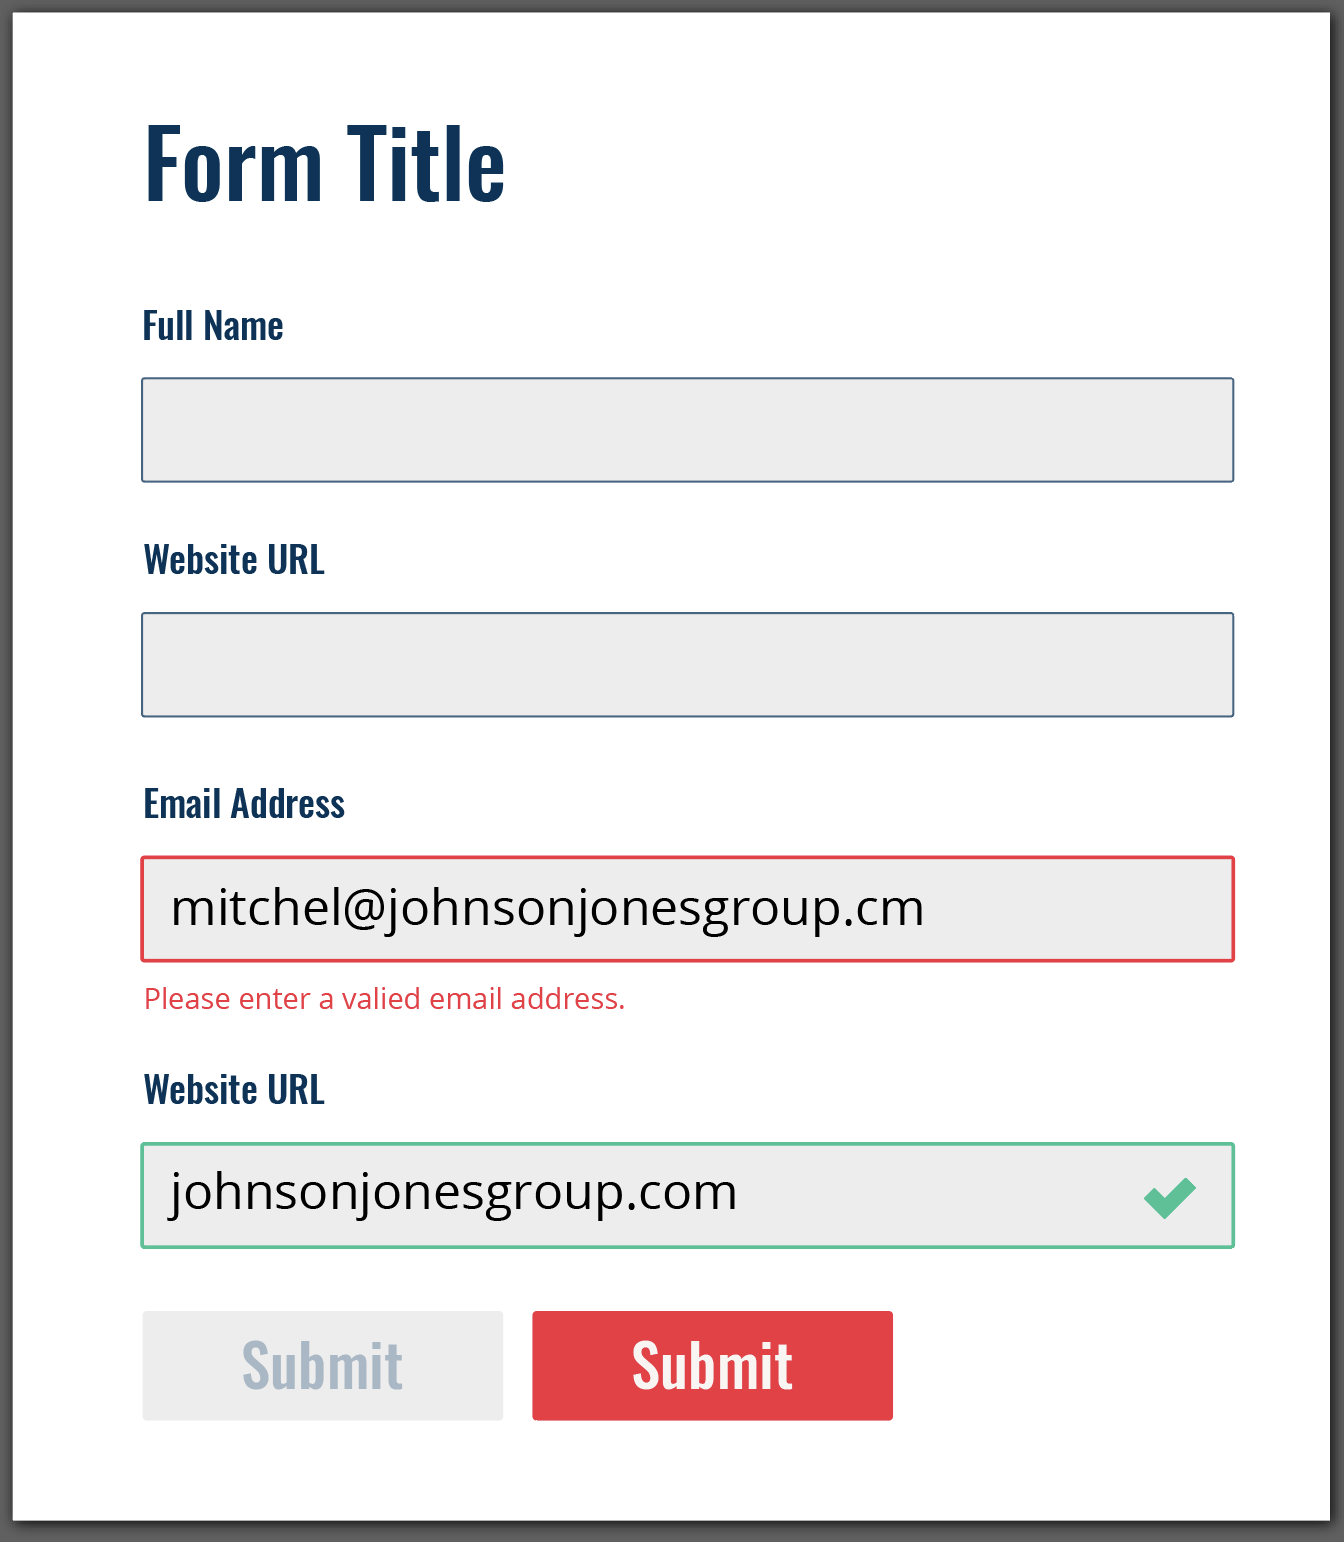 Form Title
Full Name
Website URL
Email Address
mitchel@johnsonjonesgroup.cm
Please enter a valied email address.
Website URL
johnsonjonesgroup.com
Submit Submit